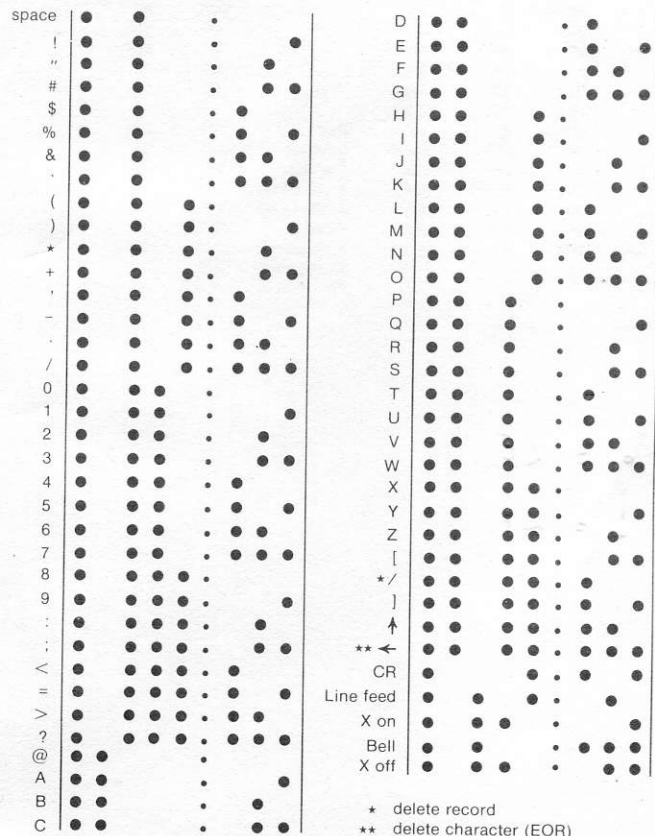 space
!
"
#
$
%
&
`
(
)
★
+
,
–
.
/
0
1
2
3
4
5
6
7
8
9
:
;
<
=
>
?
@
A
B
C
D
E
F
G
H
I
J
K
L
M
N
O
P
Q
R
S
T
U
V
W
X
Y
Z
[
★ /
]
↑
★★ ←
CR
Line feed
X on
Bell
X off
★ delete record
★★ delete character (EOR)